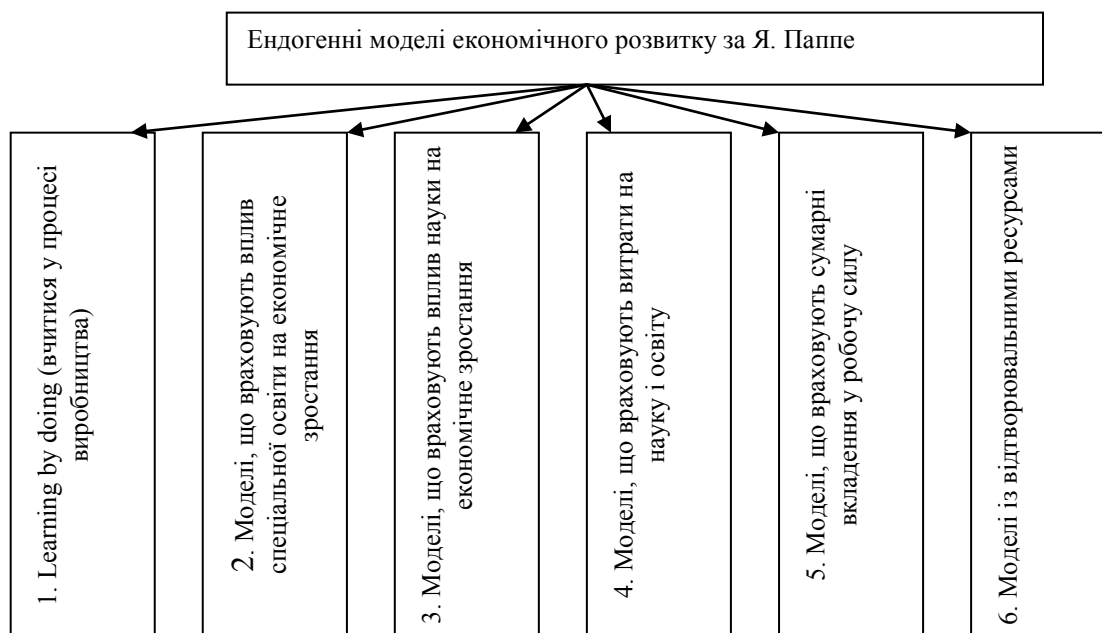 Ендогенні моделі економічного розвитку за Я. Паппе
1. Learning by doing (вчитися у процесі
виробництва)
2. Моделі, що враховують вплив
спеціальної освіти на економічне
зростання
3. Моделі, що враховують вплив науки на
економічне зростання
4. Моделі, що враховують витрати на
науку і освіту
5. Моделі, що враховують сумарні
вкладення у робочу силу
6. Моделі із відтворювальними ресурсами